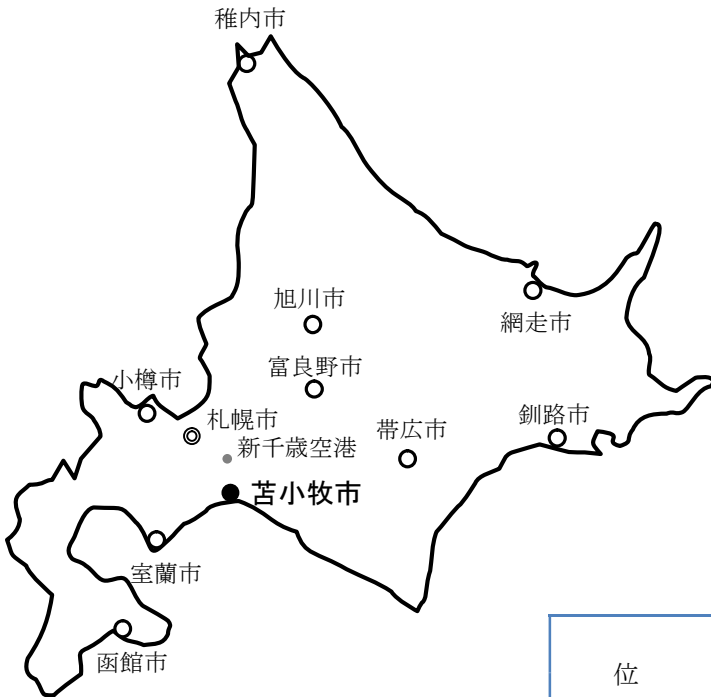 稚内市
旭川市
網走市
富良野市
小樽市
札幌市
帯広市
釧路市
新千歳空港
苫小牧市
室蘭市
函館市
位